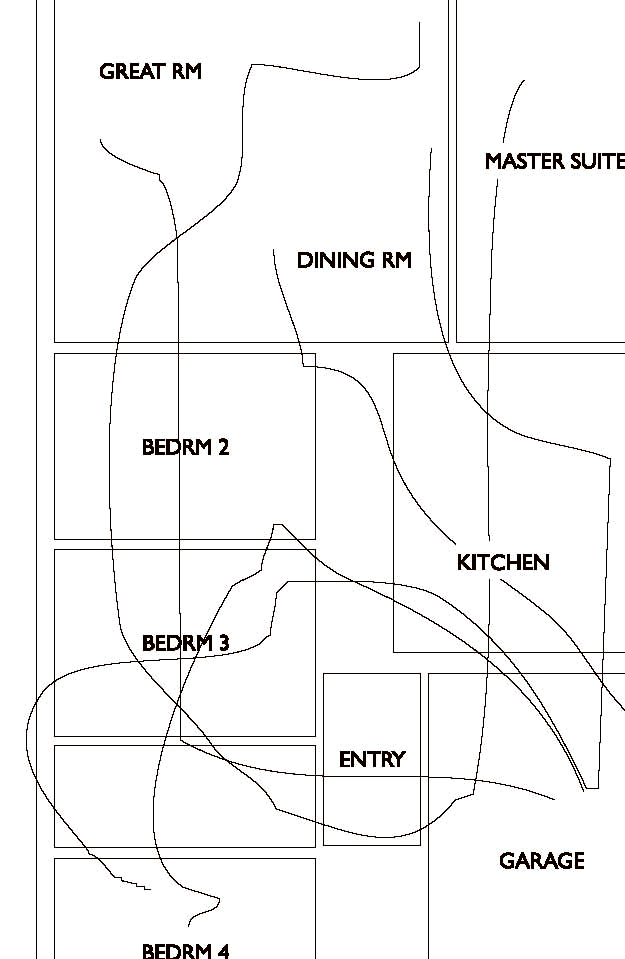 GREAT RM
MASTER SUITE
DINING RM
BEDRM 2
KITCHEN
BEDRM 3
ENTRY
GARAGE
BEDRM 4